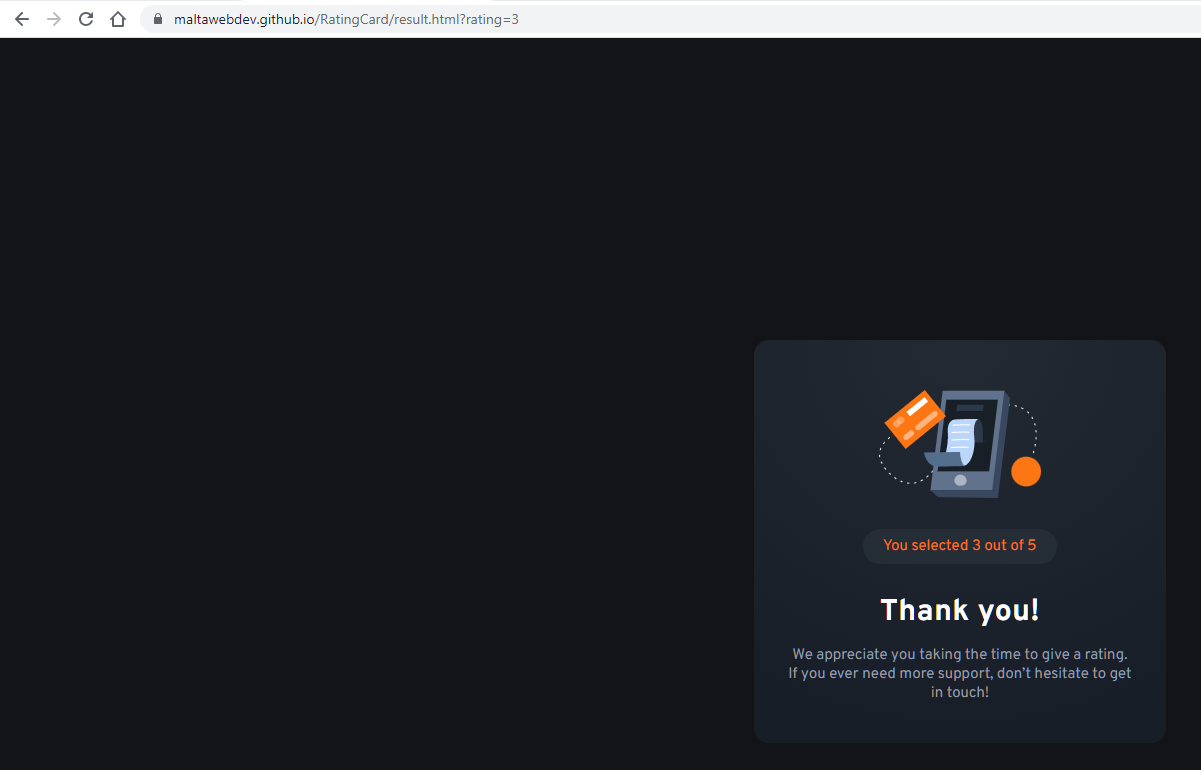 maltawebdev.github.io/RatingCard/result.html?rating=3
You selected 3 out of 5
Thank you!
We appreciate you taking the time to give a rating.
If you ever need more support, don’t hesitate to get
in touch!